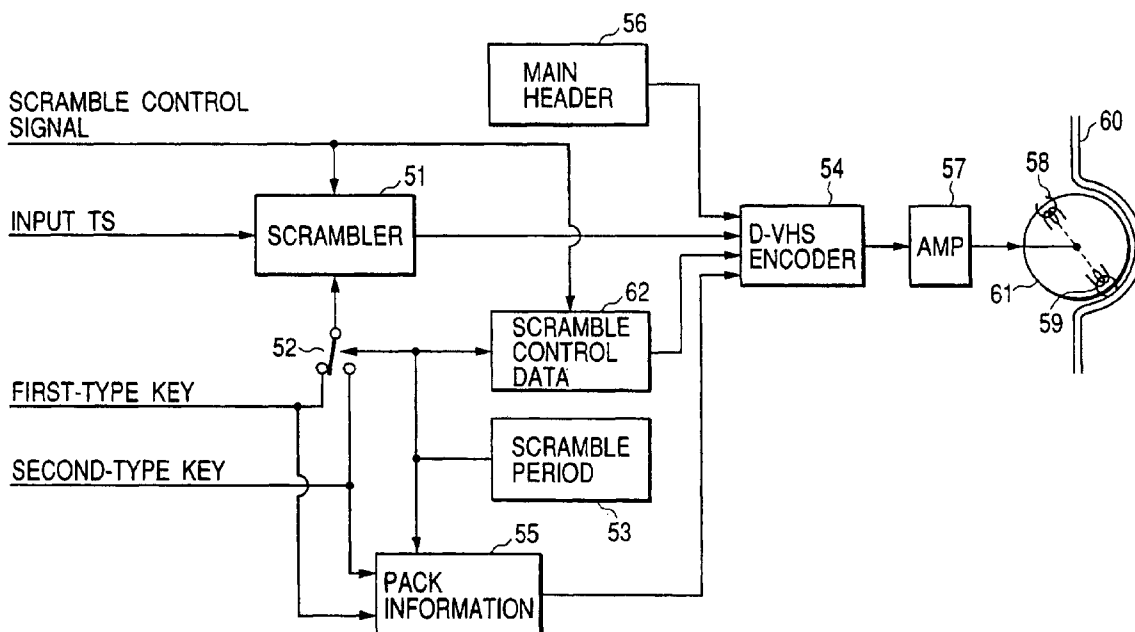 56
MAIN
HEADER
SCRAMBLE CONTROL
SIGNAL
60
51
54
57
58
INPUT TS
SCRAMBLER
D-VHS
ENCODER
AMP
62
61
59
52
SCRAMBLE
CONTROL
DATA
FIRST-TYPE KEY
SCRAMBLE
PERIOD
SECOND-TYPE KEY
53
55
PACK
INFORMATION